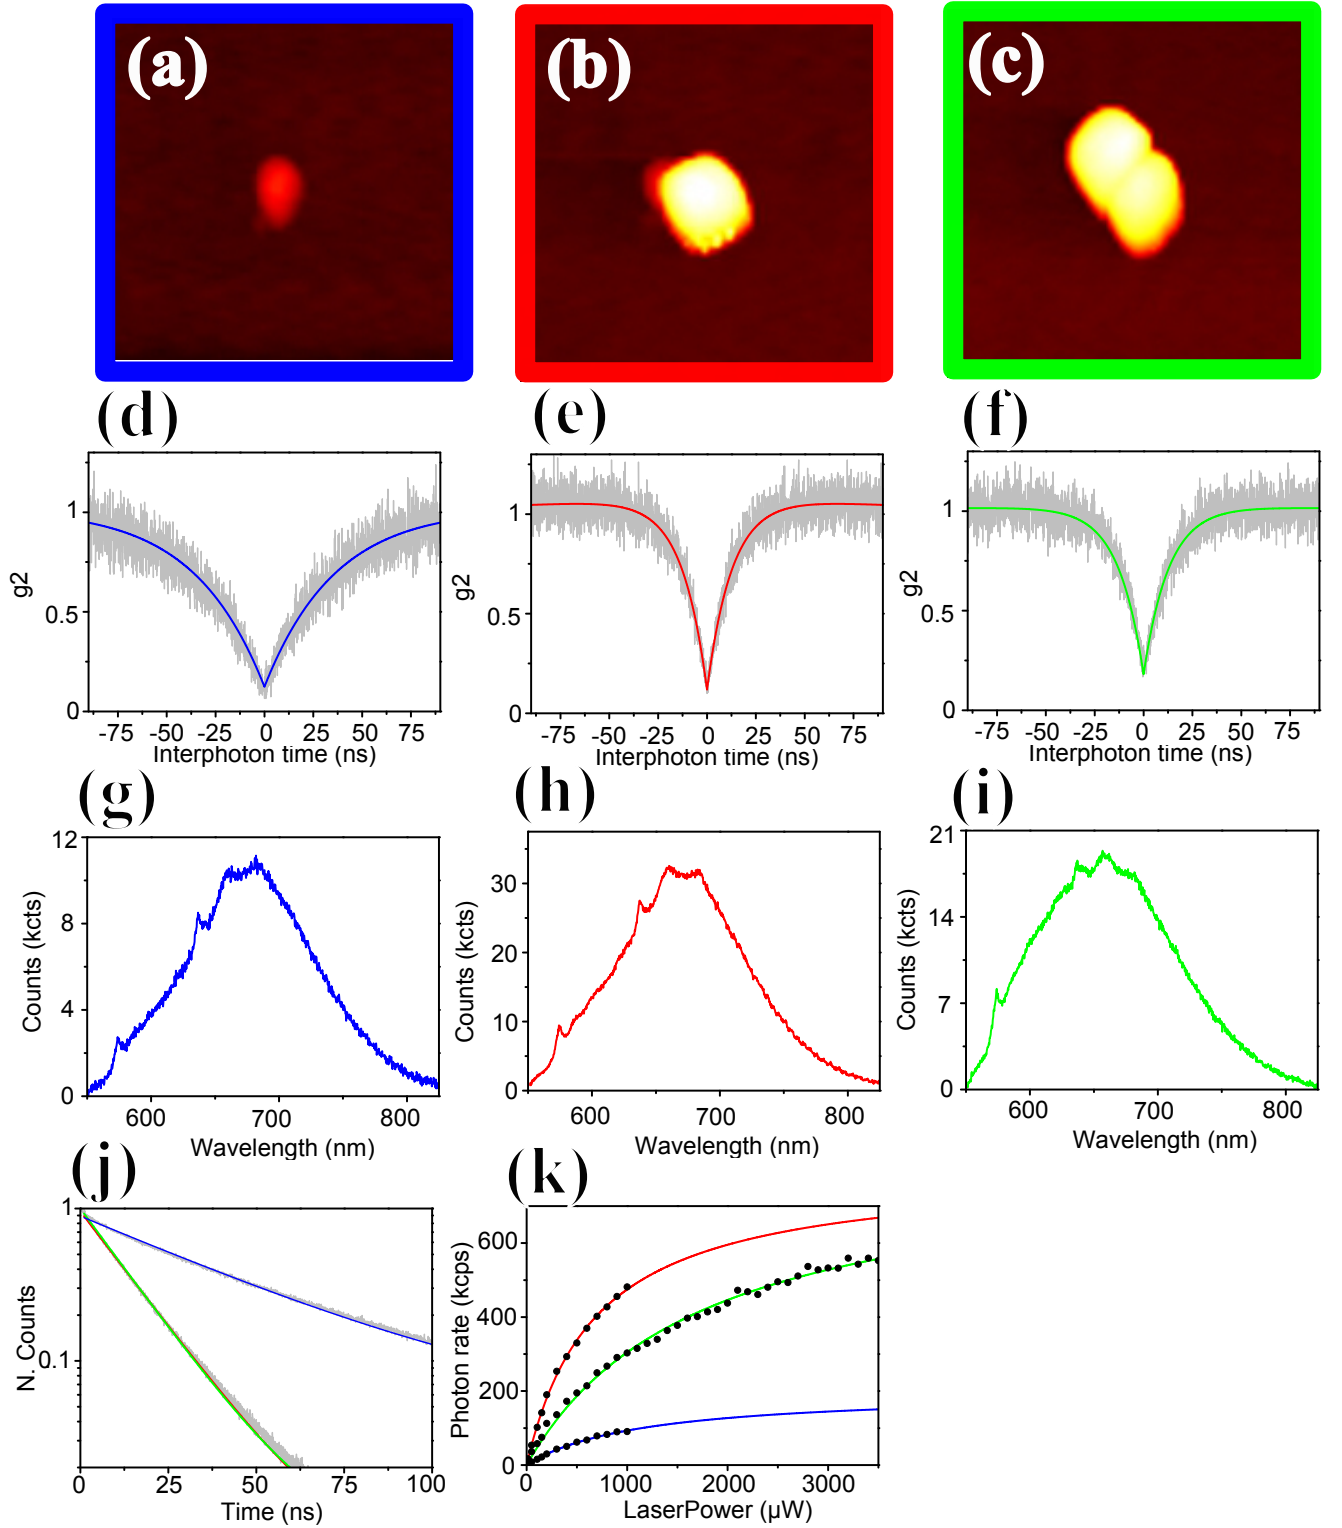 (a) (b) (c)
(d) (e) (f)
g2
1
0.5
0
-75 -50 -25 0 25 50 75
Interphoton time (ns)
g2
1
0.5
0
-75 -50 -25 0 25 50 75
Interphoton time (ns)
g2
1
0.5
0
-75 -50 -25 0 25 50 75
Interphoton time (ns)
(g) (h) (i)
Counts (kcts)
12
8
4
0
600 700 800
Wavelength (nm)
Counts (kcts)
30
20
10
0
600 700 800
Wavelength (nm)
Counts (kcts)
21
14
7
0
600 700 800
Wavelength (nm)
(j) (k)
N. Counts
1
0.1
0 25 50 75 100
Time (ns)
Photon rate (kcps)
600
400
200
0
0 1000 2000 3000
LaserPower (µW)